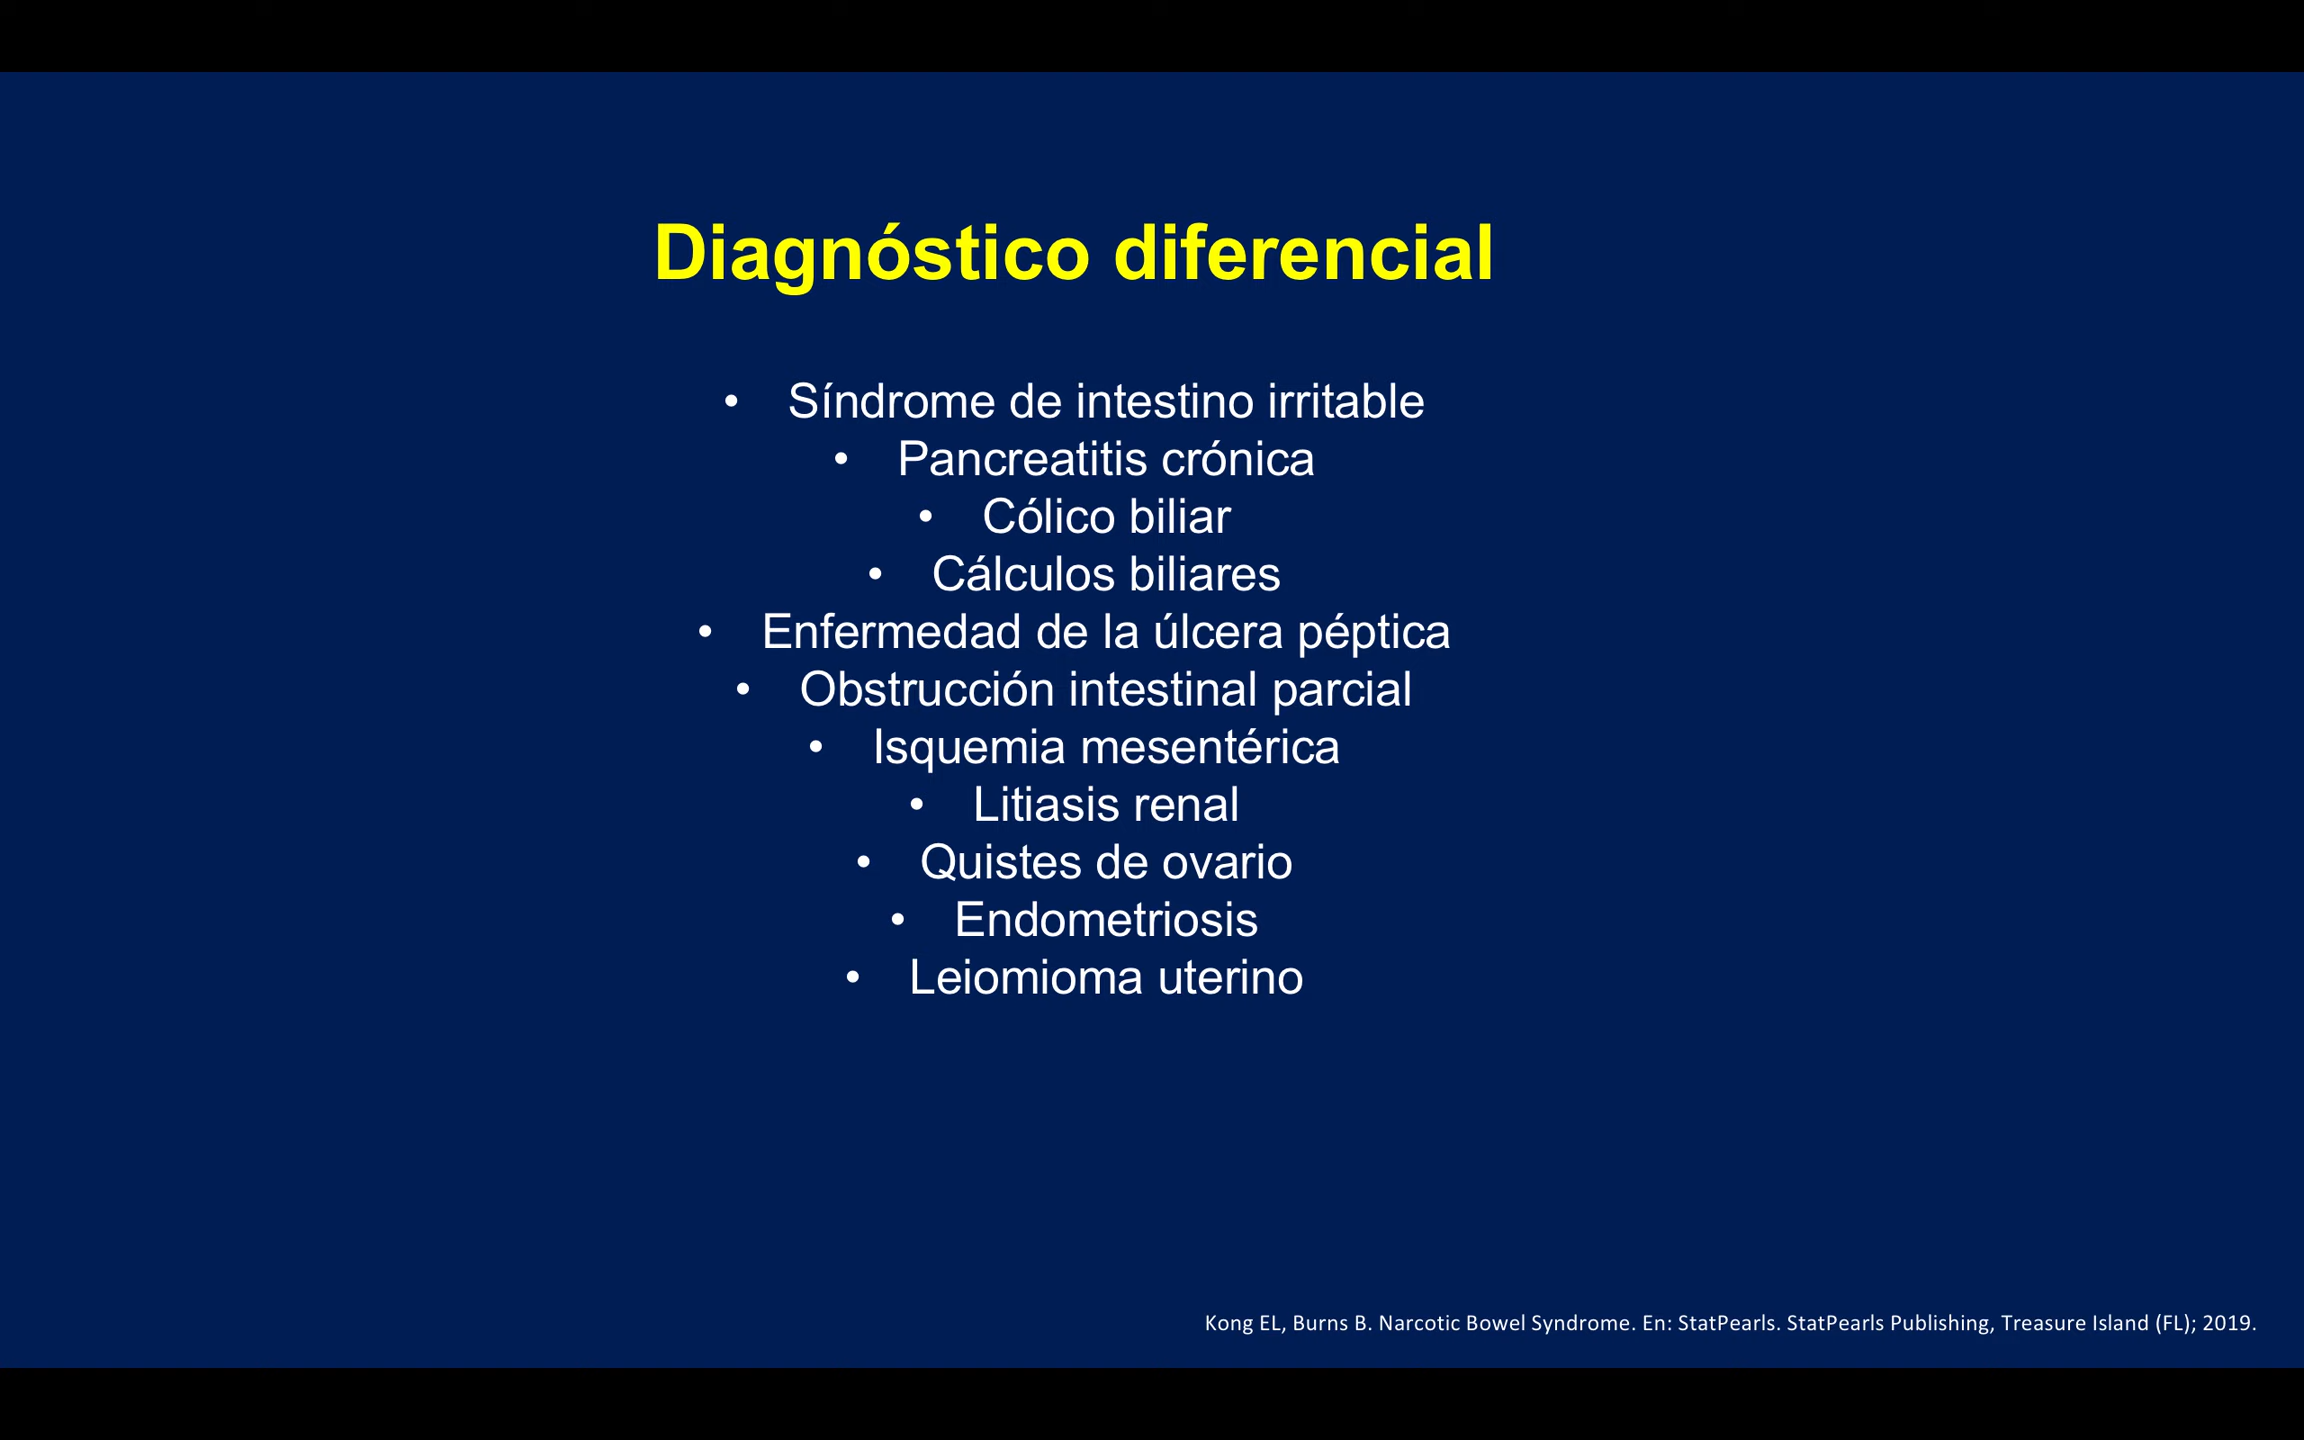 Diagnóstico diferencial
• Síndrome de intestino irritable
• Pancreatitis crónica
• Cólico biliar
• Cálculos biliares
• Enfermedad de la úlcera péptica
• Obstrucción intestinal parcial
• Isquemia mesentérica
• Litiasis renal
• Quistes de ovario
• Endometriosis
• Leiomioma uterino
Kong EL, Burns B. Narcotic Bowel Syndrome. En: StatPearls. StatPearls Publishing, Treasure Island (FL); 2019.